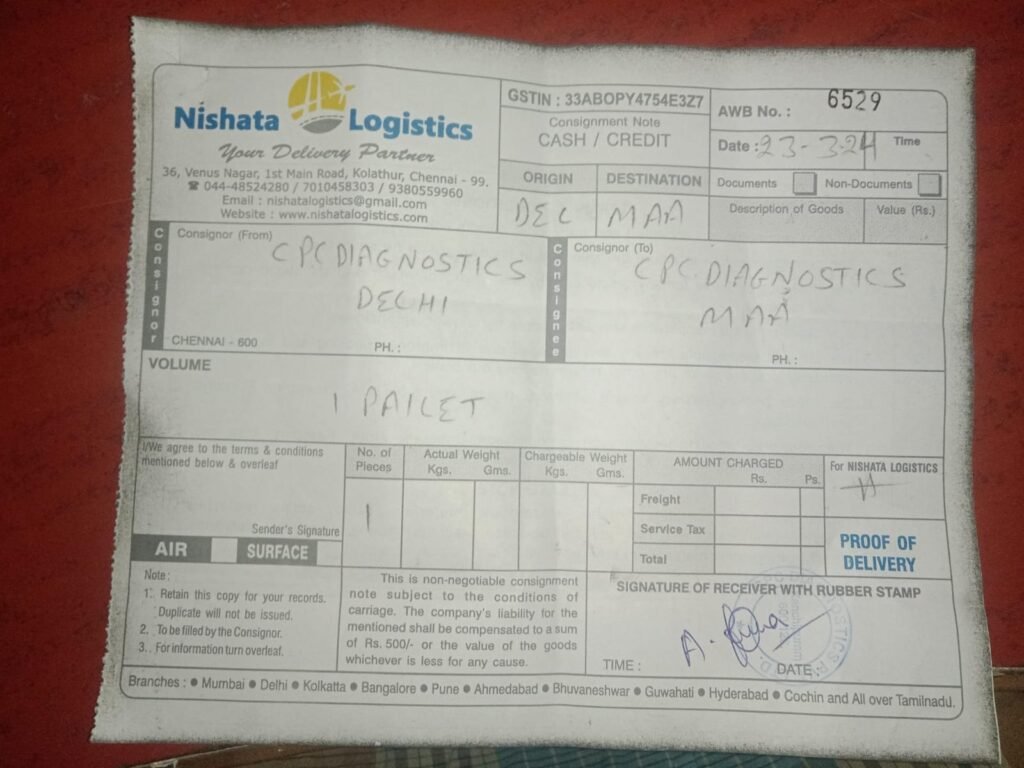 Nishata Logistics
Your Delivery Partner
36, Venus Nagar, 1st Main Road, Kolathur, Chennai - 99.
☎ 044-48524280 / 7010458303 / 9380559960
Email : nishatalogistics@gmail.com
Website : www.nishatalogistics.com
GSTIN : 33ABOPY4754E3Z7
Consignment Note
CASH / CREDIT
ORIGIN DESTINATION
DEL MAA
AWB No. : 6529
Date : 23-3-24 Time
Documents Non-Documents
Description of Goods Value (Rs.)
Consignor
Consignor (From)
CPC DIAGNOSTICS
DELHI
CHENNAI - 600 PH. :
Consignee
Consignor (To)
CPC DIAGNOSTICS
MAA
PH. :
VOLUME
1 PAILET
I/We agree to the terms & conditions
mentioned below & overleaf
Sender's Signature
AIR SURFACE
No. of Pieces
1
Actual Weight
Kgs. Gms.
Chargeable Weight
Kgs. Gms.
AMOUNT CHARGED
Rs. Ps.
Freight
Service Tax
Total
For NISHATA LOGISTICS
PROOF OF
DELIVERY
Note :
1. Retain this copy for your records.
Duplicate will not be issued.
2. To be filled by the Consignor.
3. For information turn overleaf.
This is non-negotiable consignment
note subject to the conditions of
carriage. The company's liability for the
mentioned shall be compensated to a sum
of Rs. 500/- or the value of the goods
whichever is less for any cause.
SIGNATURE OF RECEIVER WITH RUBBER STAMP
TIME : DATE :
Branches : ● Mumbai ● Delhi ● Kolkatta ● Bangalore ● Pune ● Ahmedabad ● Bhuvaneshwar ● Guwahati ● Hyderabad ● Cochin and All over Tamilnadu.